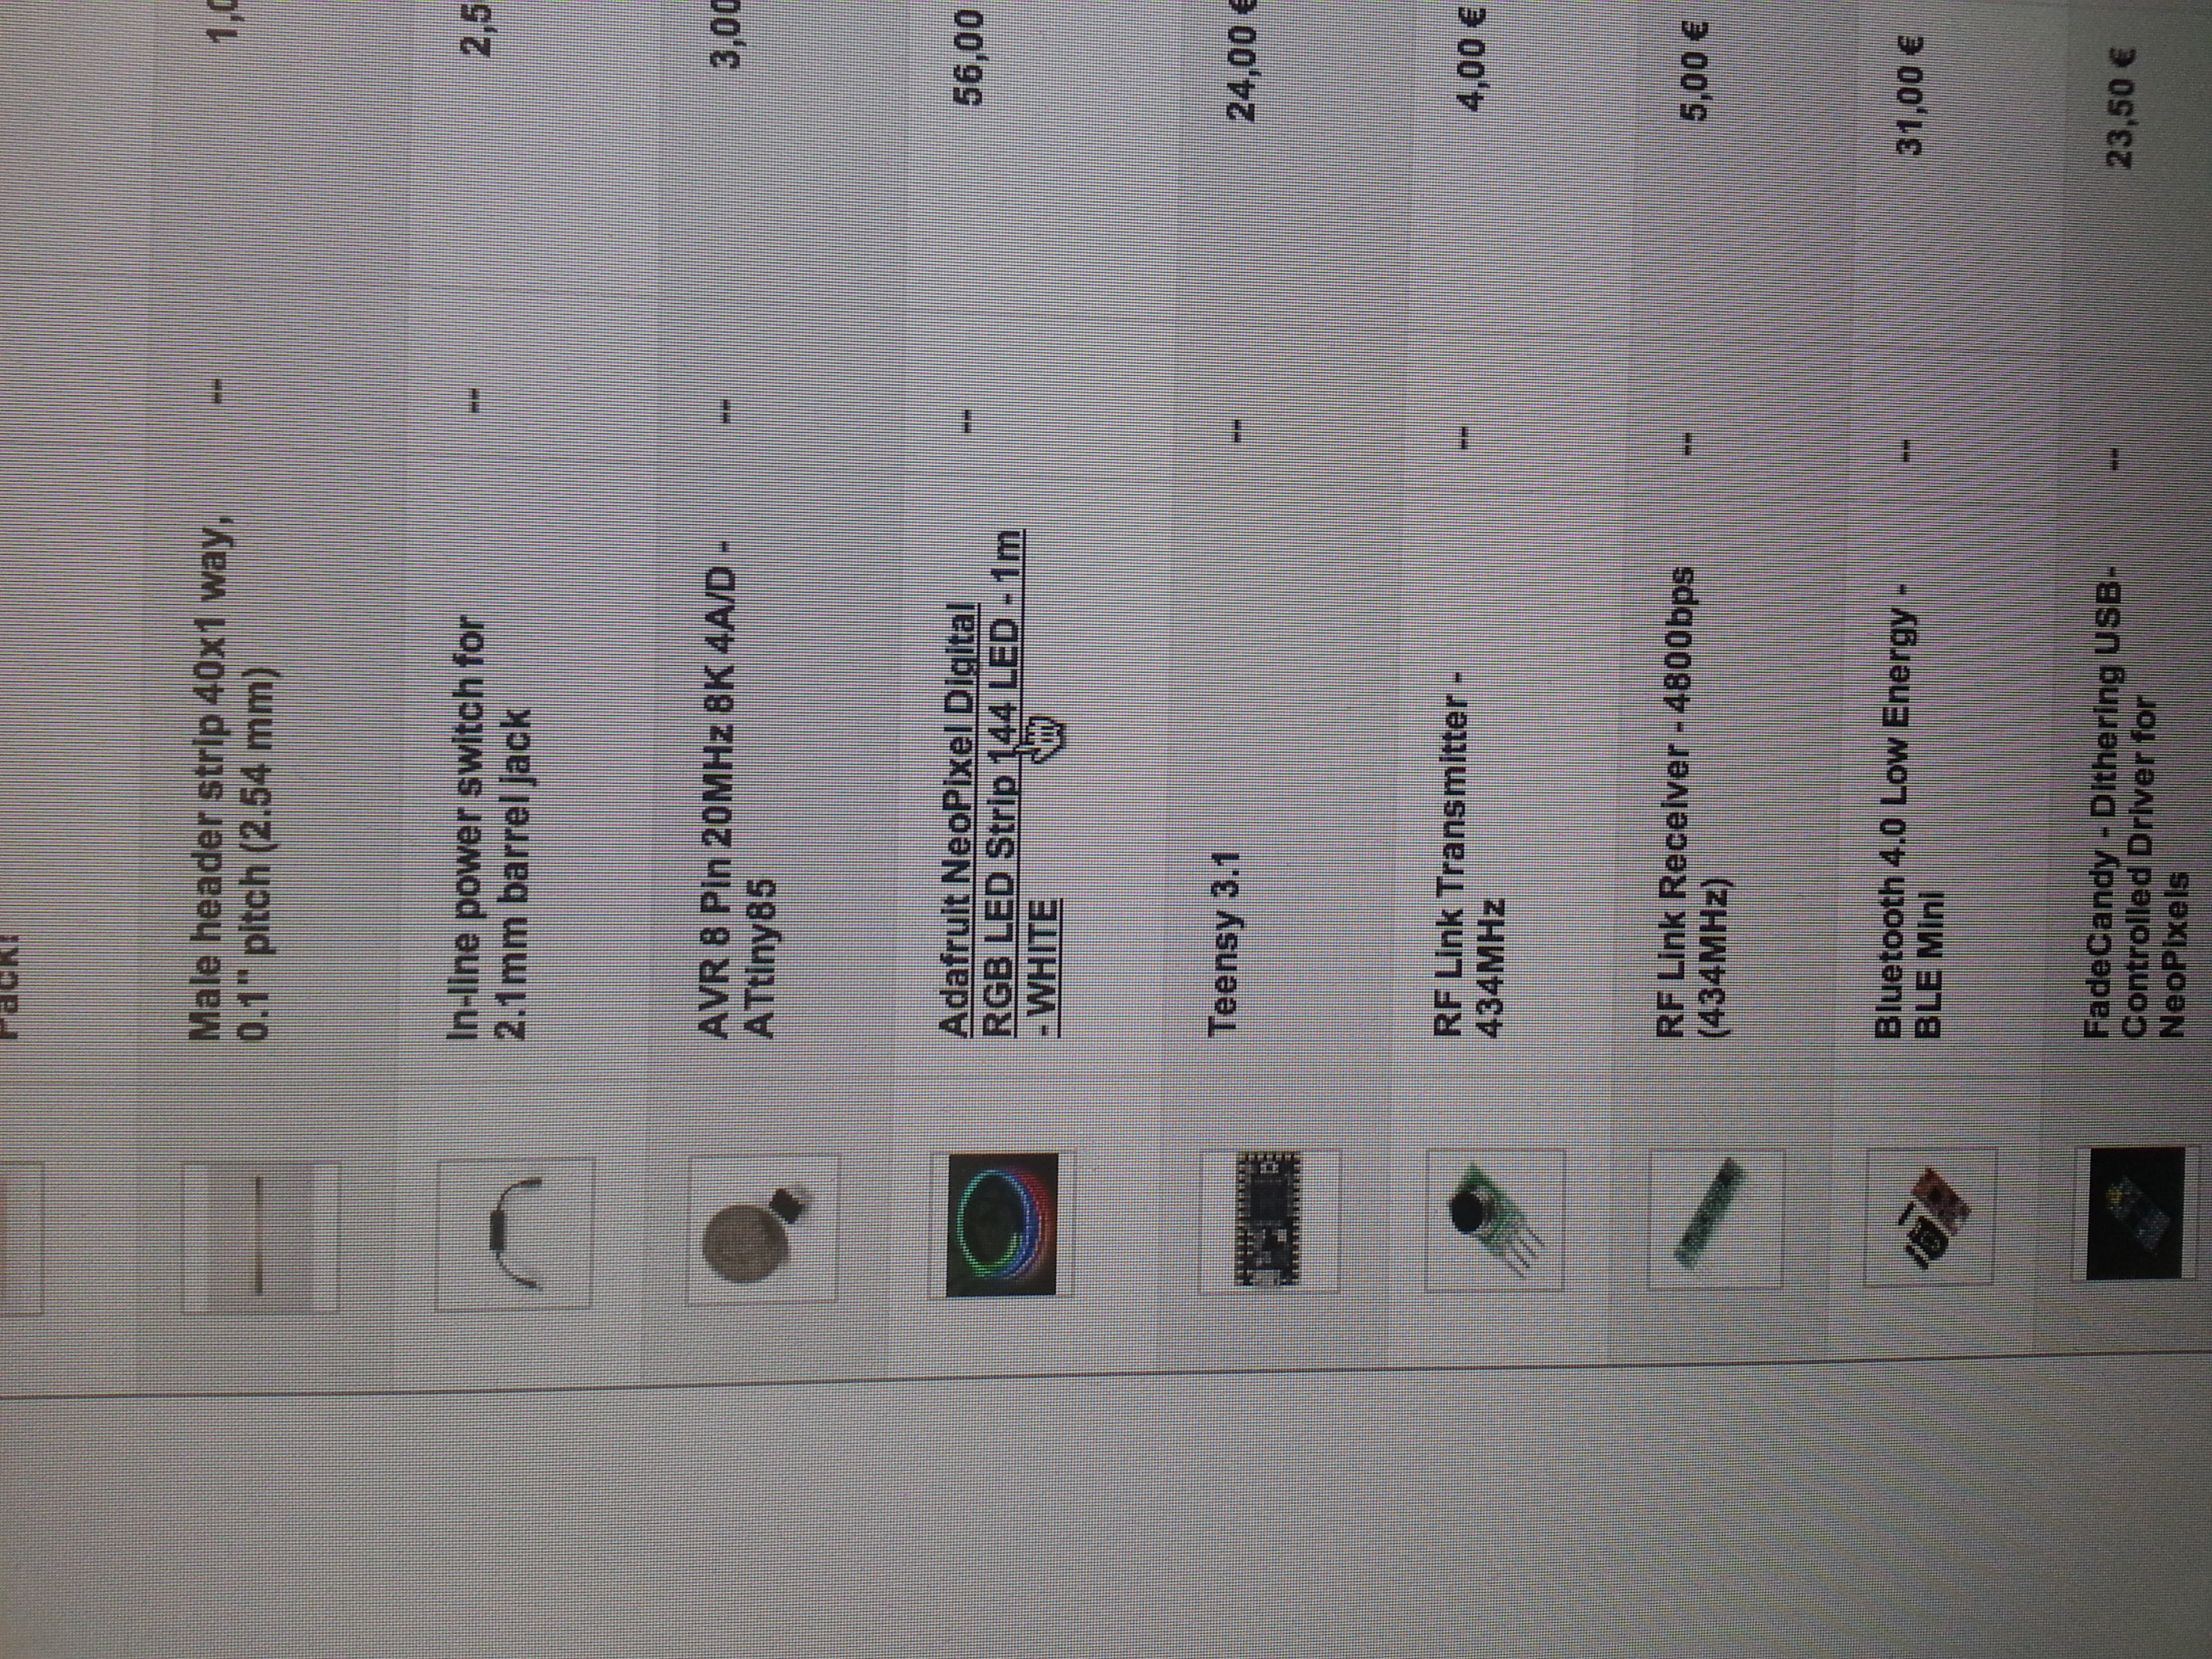 Pack!
Male header strip 40x1 way,
0.1" pitch (2.54 mm)
--
1,0
In-line power switch for
2.1mm barrel jack
--
2,5
AVR 8 Pin 20MHz 8K 4A/D -
ATtiny85
--
3,00
Adafruit NeoPixel Digital
RGB LED Strip 144 LED - 1m
- WHITE
--
56,00
Teensy 3.1
--
24,00 €
RF Link Transmitter -
434MHz
--
4,00 €
RF Link Receiver - 4800bps
(434MHz)
--
5,00 €
Bluetooth 4.0 Low Energy -
BLE Mini
--
31,00 €
FadeCandy - Dithering USB-
Controlled Driver for
NeoPixels
--
23,50 €